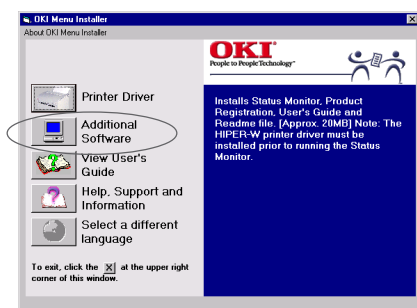 OKI Menu Installer
About OKI Menu Installer
OKI
People to People Technology
Printer Driver
Additional
Software
View User's
Guide
Help, Support and
Information
Select a different
language
To exit, click the X at the upper right
corner of this window.
Installs Status Monitor, Product
Registration, User's Guide and
Readme file. [Approx. 20MB] Note: The
HIPER-W printer driver must be
installed prior to running the Status
Monitor.